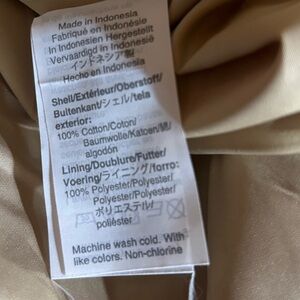 Made in Indonesia
Fabriqué en Indonésie
In Indonesien Hergestellt
Vervaardigd in Indonesië
インドネシア製
Hecho en Indonesia
Shell/Extérieur/Oberstoff/
Buitenkant/シェル/tela
exterior:
100% Cotton/Coton/
Baumwolle/Katoen/綿/
algodón
Lining/Doublure/Futter/
Voering/ライニング/forro:
100% Polyester/Polyester/
Polyester/Polyester/
ポリエステル/
poliéster
Machine wash cold. With
like colors. Non-chlorine